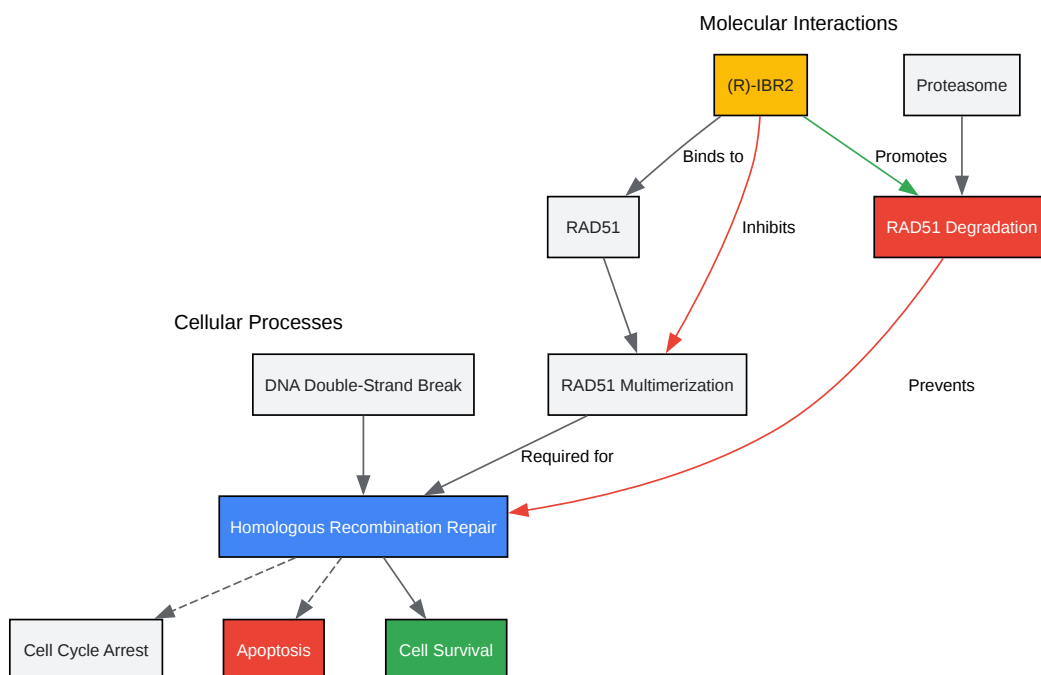 Molecular Interactions
(R)-IBR2
Proteasome
Binds to
Promotes
RAD51
Inhibits
RAD51 Degradation
Cellular Processes
DNA Double-Strand Break
RAD51 Multimerization
Prevents
Required for
Homologous Recombination Repair
Cell Cycle Arrest
Apoptosis
Cell Survival